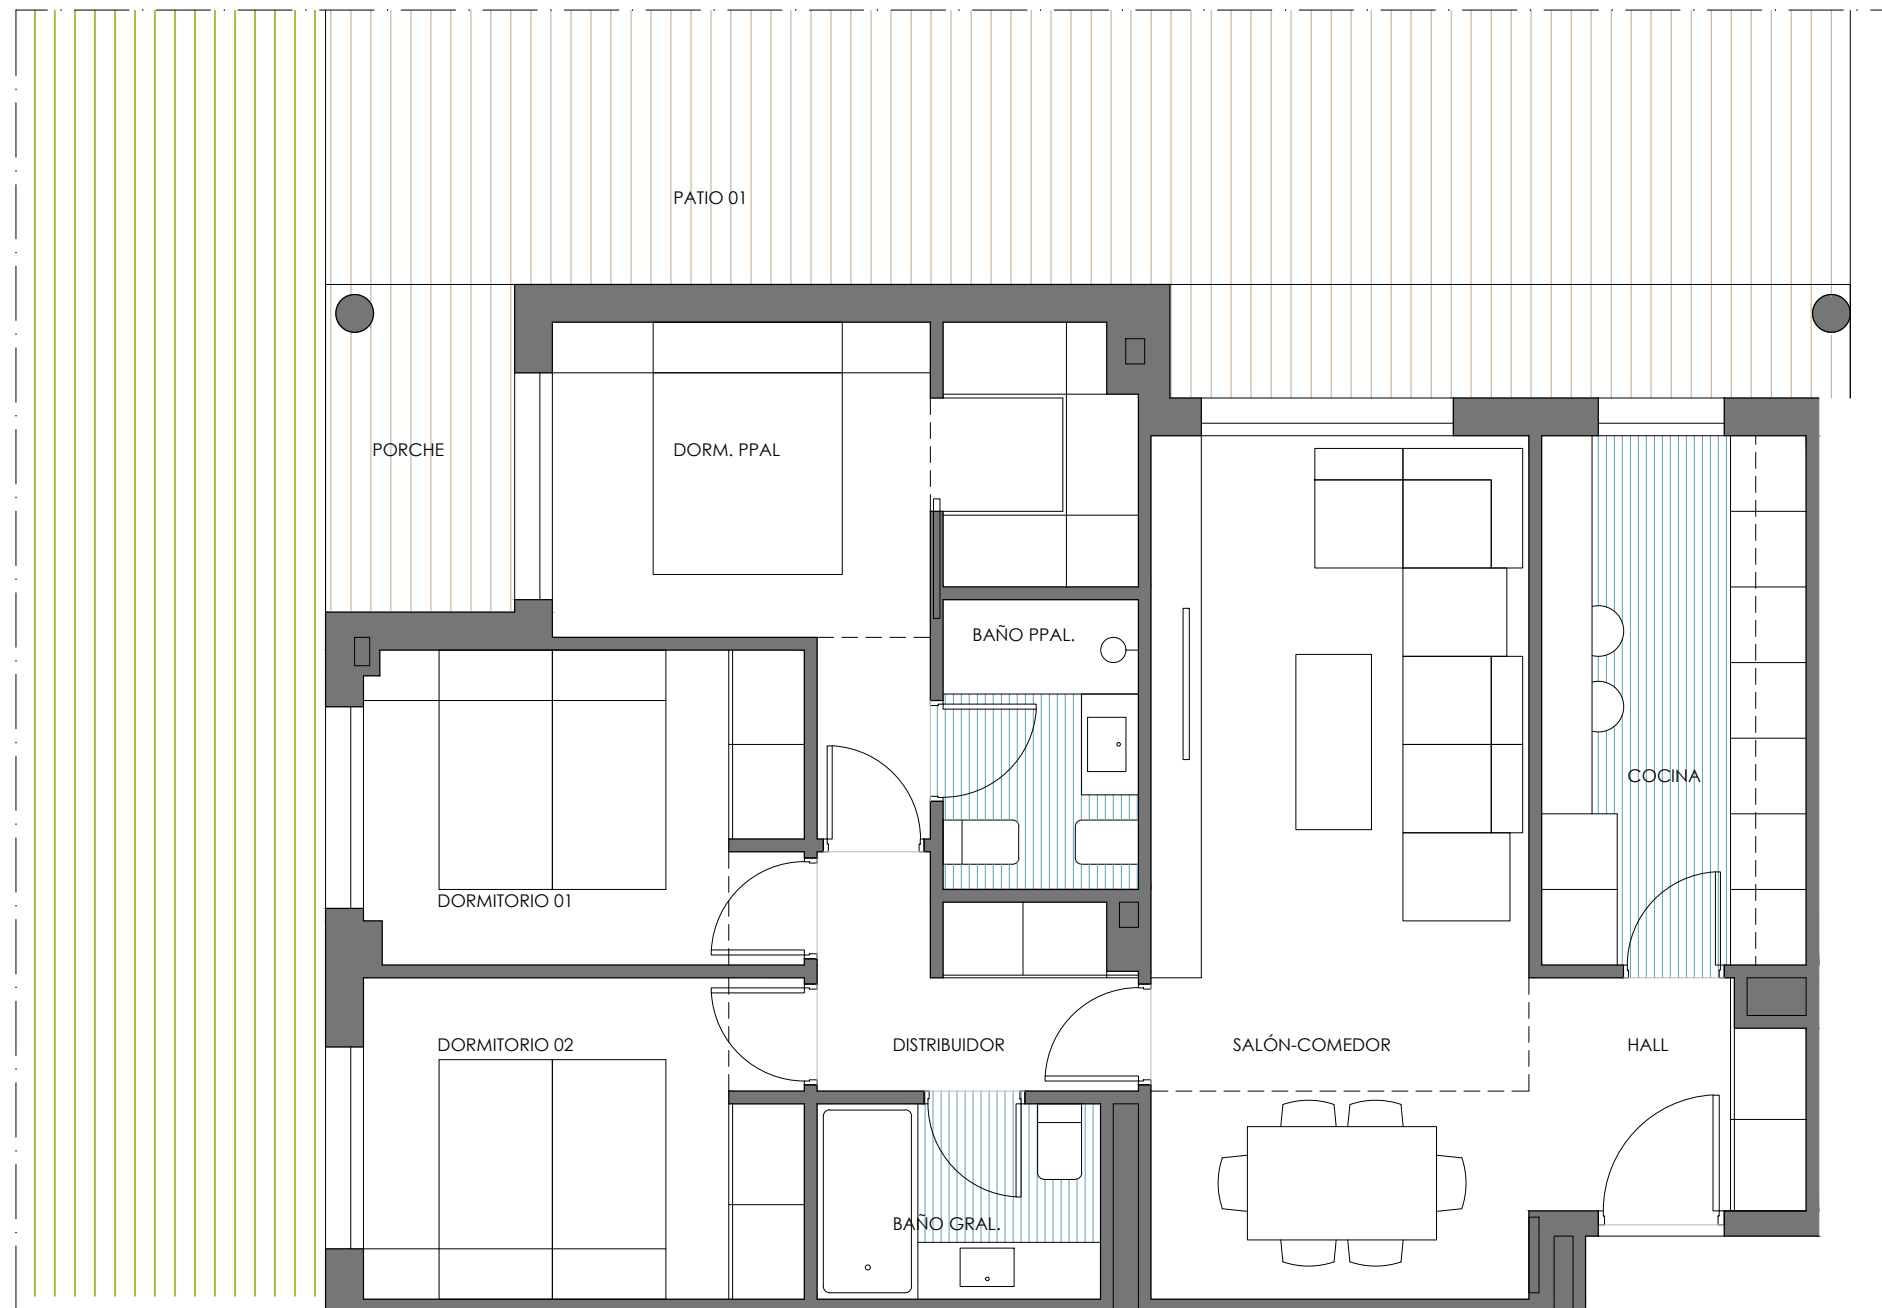 PATIO 01
PORCHE
DORM. PPAL
BAÑO PPAL.
COCINA
DORMITORIO 01
DORMITORIO 02
DISTRIBUIDOR
SALÓN-COMEDOR
HALL
BAÑO GRAL.